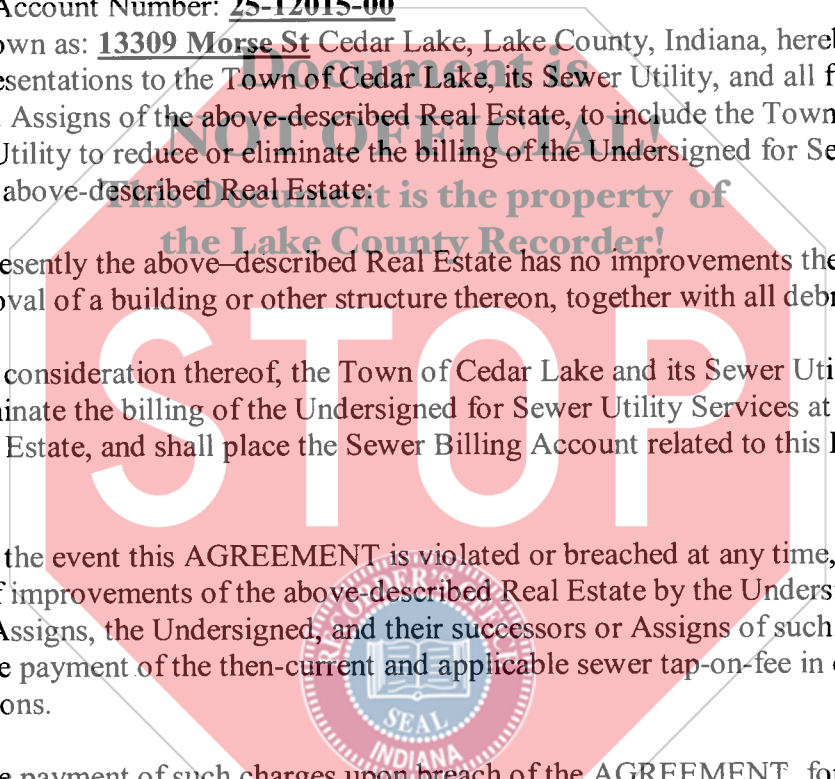 Account Number: 25-12015-00
own as: 13309 Morse St Cedar Lake, Lake County, Indiana, herel
Document is
esentations to the Town of Cedar Lake, its Sewer Utility, and all f
Assigns of the above-described Real Estate, to include the Town
NOT OFFICIAL!
Utility to reduce or eliminate the billing of the Undersigned for Se
above-described Real Estate:
This Document is the property of
the Lake County Recorder!
esently the above–described Real Estate has no improvements the
oval of a building or other structure thereon, together with all debr
STOP
consideration thereof, the Town of Cedar Lake and its Sewer Uti
inate the billing of the Undersigned for Sewer Utility Services at
Estate, and shall place the Sewer Billing Account related to this
the event this AGREEMENT is violated or breached at any time,
f improvements of the above-described Real Estate by the Unders
Assigns, the Undersigned, and their successors or Assigns of such
e payment of the then-current and applicable sewer tap-on-fee in
ons.
SEAL
INDIANA
e payment of such charges upon breach of the AGREEMENT, fo